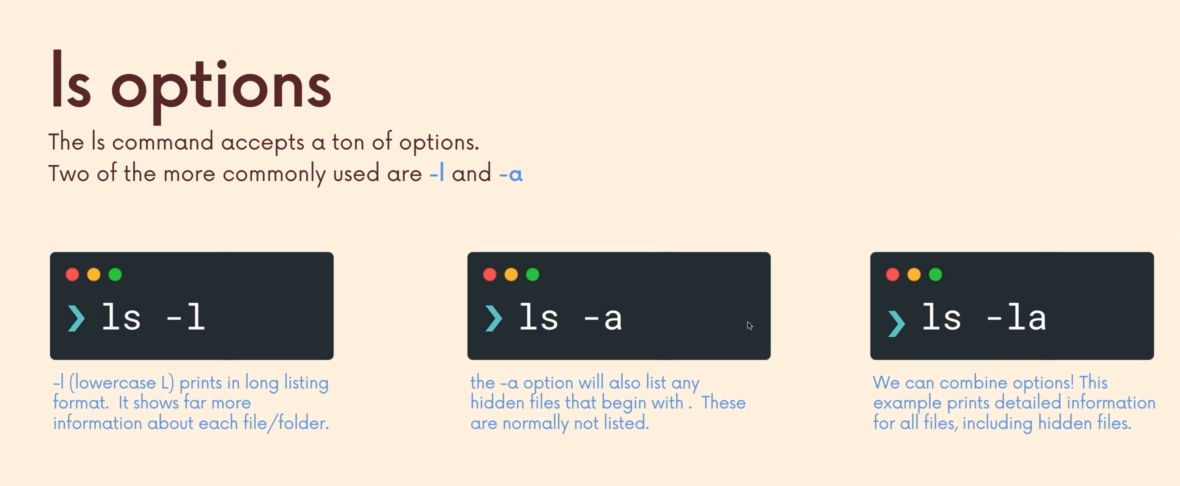 ls options
The ls command accepts a ton of options.
Two of the more commonly used are -l and -a
❯ ls -l
-l (lowercase L) prints in long listing
format. It shows far more
information about each file/folder.
❯ ls -a
the -a option will also list any
hidden files that begin with . These
are normally not listed.
❯ ls -la
We can combine options! This
example prints detailed information
for all files, including hidden files.